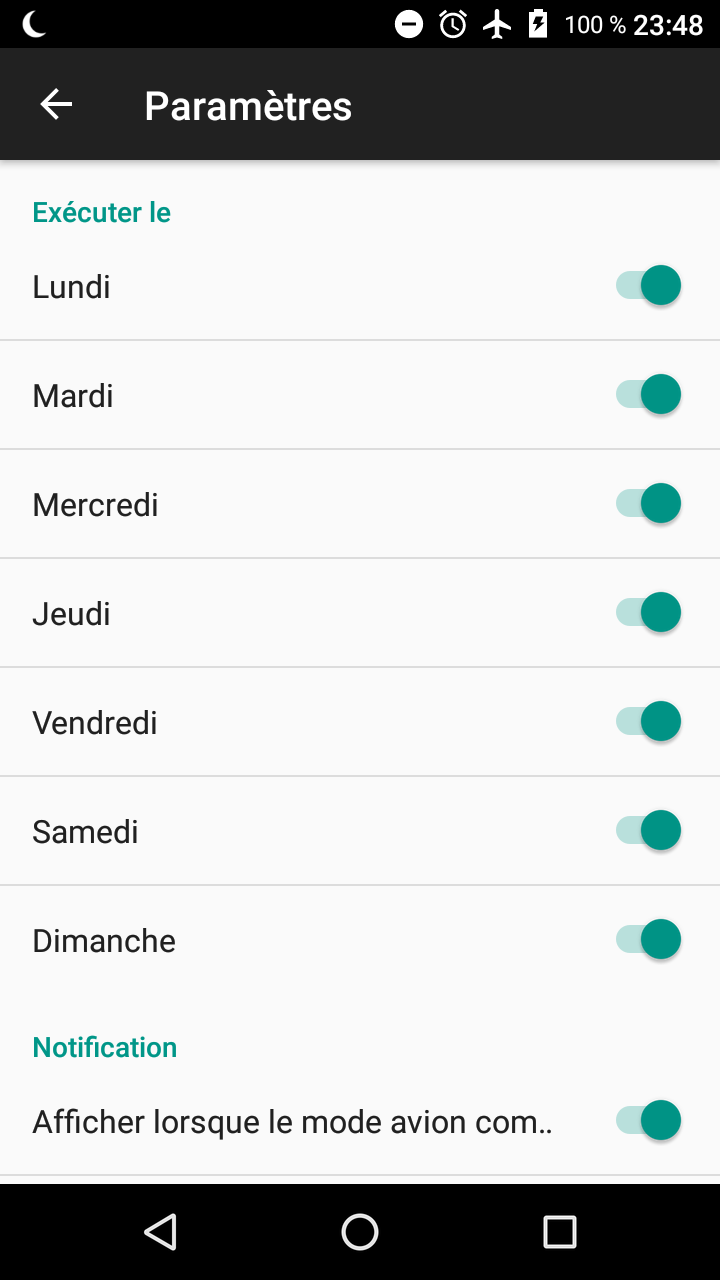 100 % 23:48
Paramètres
Exécuter le
Lundi
Mardi
Mercredi
Jeudi
Vendredi
Samedi
Dimanche
Notification
Afficher lorsque le mode avion com..